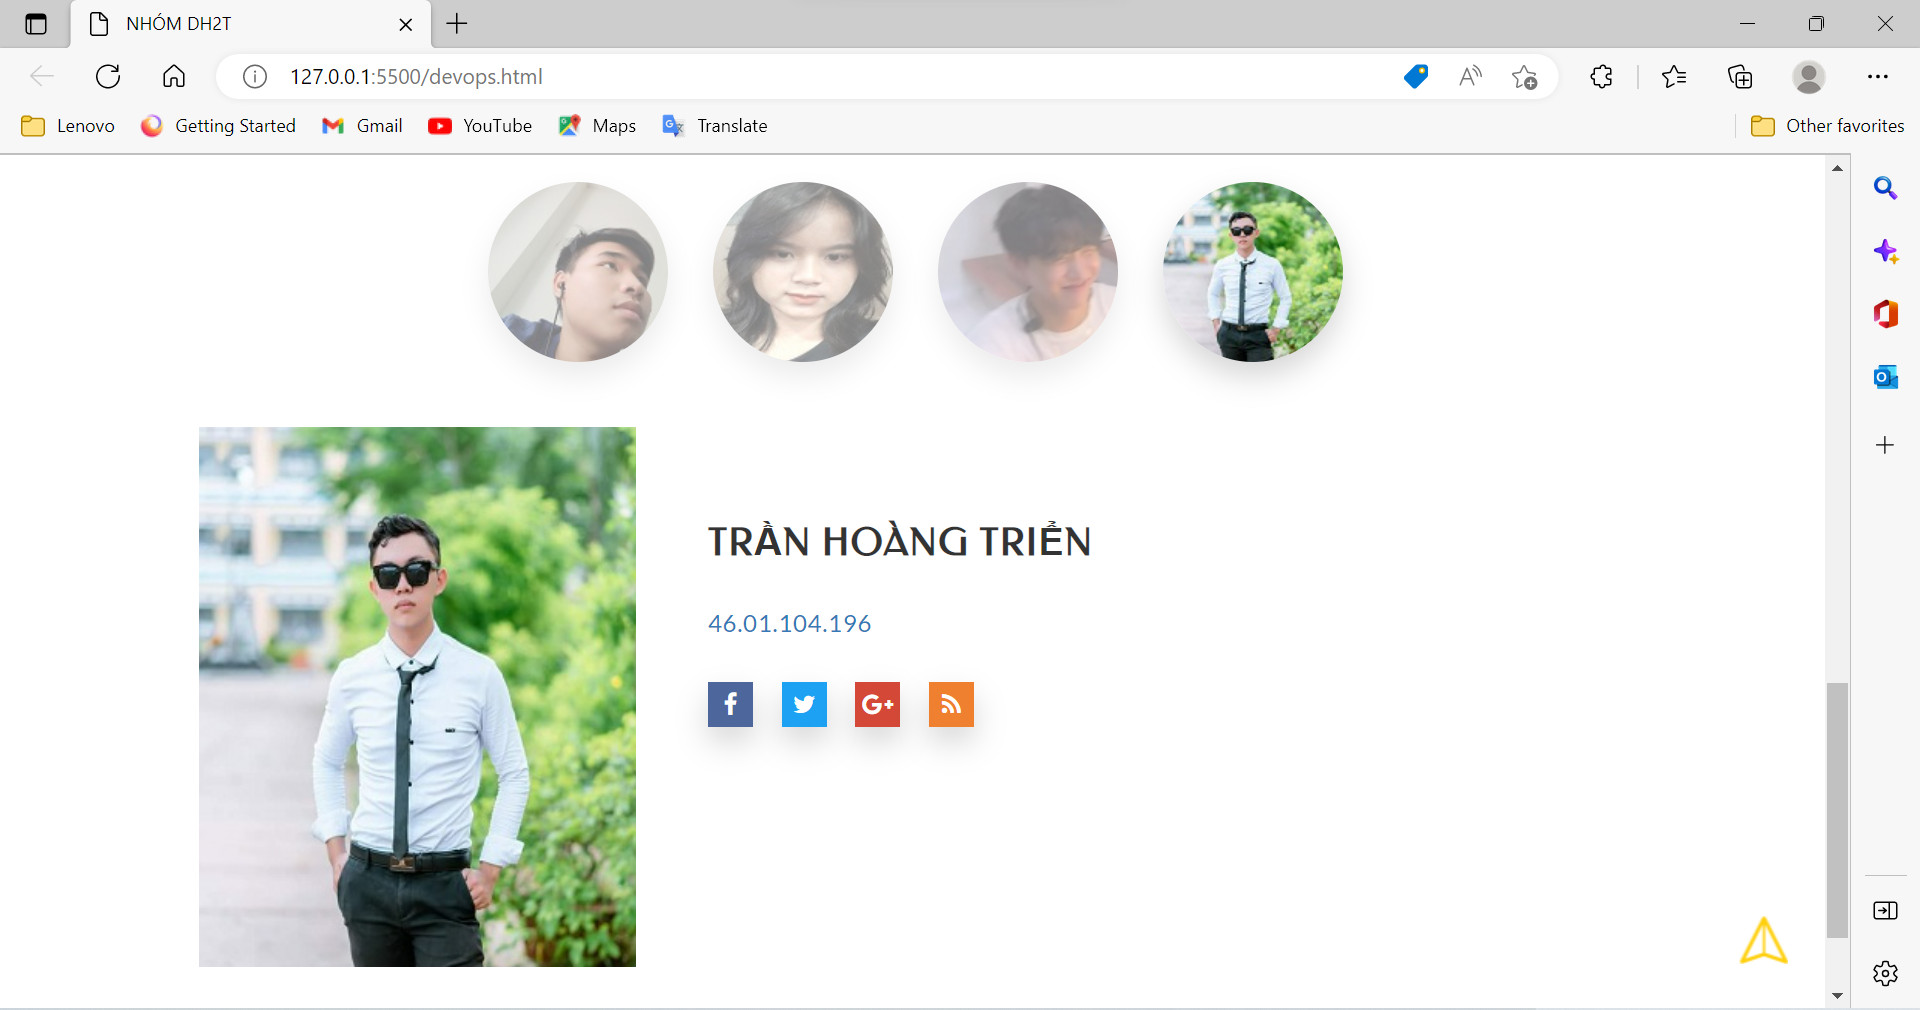 NHÓM DH2T
127.0.0.1:5500/devops.html
Lenovo
Getting Started
Gmail
YouTube
Maps
Translate
Other favorites
TRẦN HOÀNG TRIỂN
46.01.104.196